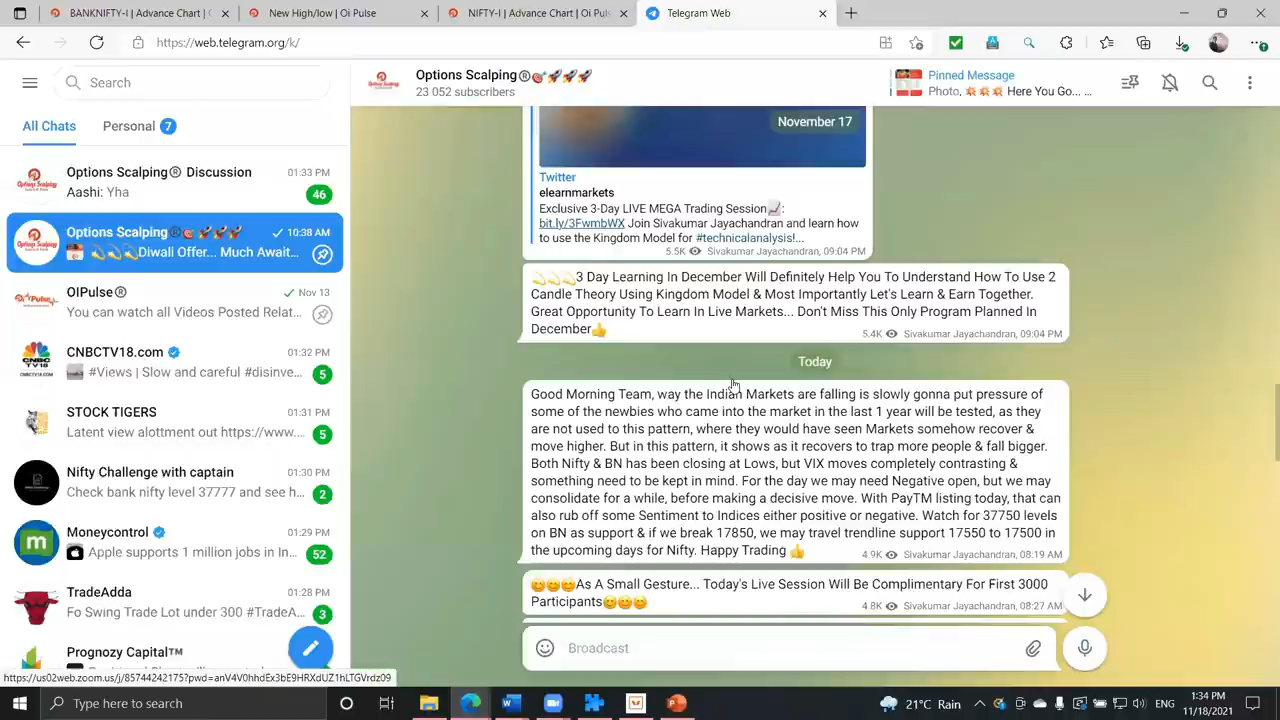 BANKNIFTY-I | Advance Chart | (
New High/low | Oi Pulse
NIFTY-I | Advance Chart | Oi Puls
Telegram Web
https://web.telegram.org/k/
Search
All Chats
Personal 7
Options Scalping® Discussion 01:33 PM
Aashi: Yha 46
Options Scalping®🎯🚀🚀🚀 10:38 AM
💫💫💫Diwali Offer... Much Await...
OIPulse® Nov 13
You can watch all Videos Posted Relat...
CNBCTV18.com 01:32 PM
#Views | Slow and careful #disinve... 5
STOCK TIGERS 01:31 PM
Latent view alottment out https://www.... 5
Nifty Challenge with captain 01:30 PM
Check bank nifty level 37777 and see h... 2
Moneycontrol 01:29 PM
Apple supports 1 million jobs in In... 52
TradeAdda 01:28 PM
Fo Swing Trade Lot under 300 #TradeA... 3
Prognozy Capital™
https://us02web.zoom.us/j/85744242175?pwd=anV4V0hhdEx3bE9HRXdUZ1hLTGVrdz09
Options Scalping®🎯🚀🚀🚀
23 052 subscribers
Pinned Message
Photo, 💥💥💥 Here You Go... ...
November 17
Twitter
elearnmarkets
Exclusive 3-Day LIVE MEGA Trading Session📈:
bit.ly/3FwmbWX Join Sivakumar Jayachandran and learn how
to use the Kingdom Model for #technicalanalysis!...
5.5K Sivakumar Jayachandran, 09:04 PM
💫💫💫3 Day Learning In December Will Definitely Help You To Understand How To Use 2
Candle Theory Using Kingdom Model & Most Importantly Let's Learn & Earn Together.
Great Opportunity To Learn In Live Markets... Don't Miss This Only Program Planned In
December👍 5.4K Sivakumar Jayachandran, 09:04 PM
Today
Good Morning Team, way the Indian Markets are falling is slowly gonna put pressure of
some of the newbies who came into the market in the last 1 year will be tested, as they
are not used to this pattern, where they would have seen Markets somehow recover &
move higher. But in this pattern, it shows as it recovers to trap more people & fall bigger.
Both Nifty & BN has been closing at Lows, but VIX moves completely contrasting &
something need to be kept in mind. For the day we may need Negative open, but we may
consolidate for a while, before making a decisive move. With PayTM listing today, that can
also rub off some Sentiment to Indices either positive or negative. Watch for 37750 levels
on BN as support & if we break 17850, we may travel trendline support 17550 to 17500 in
the upcoming days for Nifty. Happy Trading 👍 4.9K Sivakumar Jayachandran, 08:19 AM
😊😊😊As A Small Gesture... Today's Live Session Will Be Complimentary For First 3000
Participants😊😊😊 4.8K Sivakumar Jayachandran, 08:27 AM
Broadcast
Type here to search
21°C Rain
ENG
1:34 PM
11/18/2021